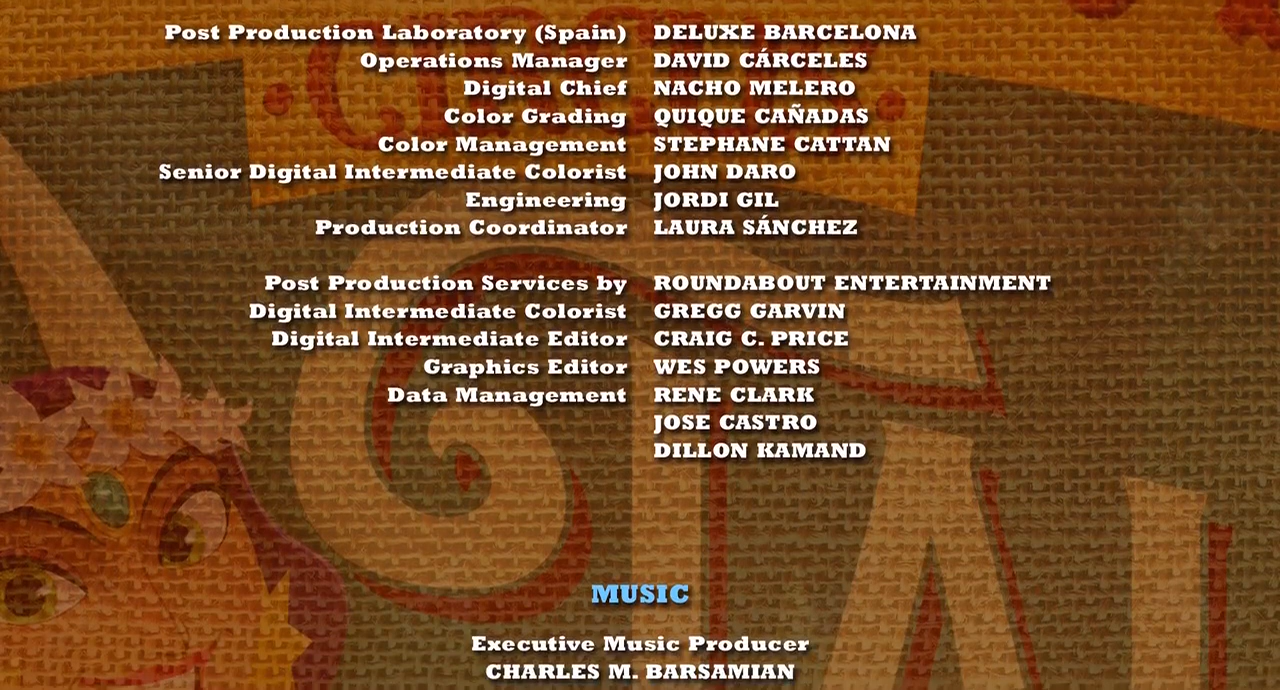 Post Production Laboratory (Spain) DELUXE BARCELONA
Operations Manager DAVID CÁRCELES
Digital Chief NACHO MELERO
Color Grading QUIQUE CAÑADAS
Color Management STEPHANE CATTAN
Senior Digital Intermediate Colorist JOHN DARO
Engineering JORDI GIL
Production Coordinator LAURA SÁNCHEZ
Post Production Services by ROUNDABOUT ENTERTAINMENT
Digital Intermediate Colorist GREGG GARVIN
Digital Intermediate Editor CRAIG C. PRICE
Graphics Editor WES POWERS
Data Management RENE CLARK
JOSE CASTRO
DILLON KAMAND
MUSIC
Executive Music Producer
CHARLES M. BARSAMIAN